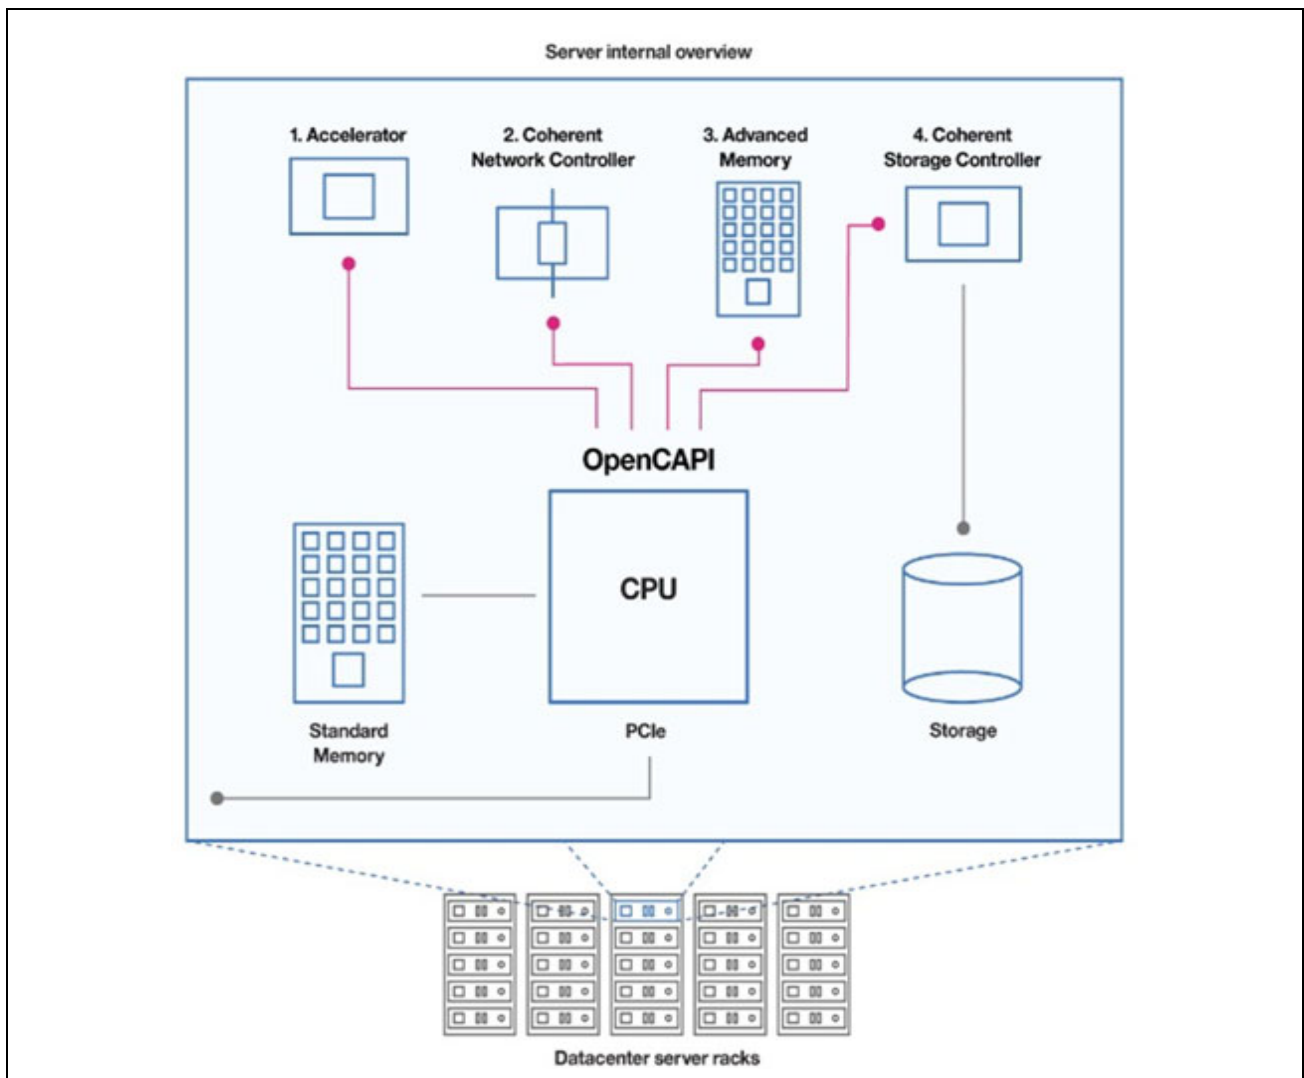 Server internal overview
1. Accelerator
2. Coherent
Network Controller
3. Advanced
Memory
4. Coherent
Storage Controller
OpenCAPI
CPU
Standard
Memory
PCIe
Storage
Datacenter server racks